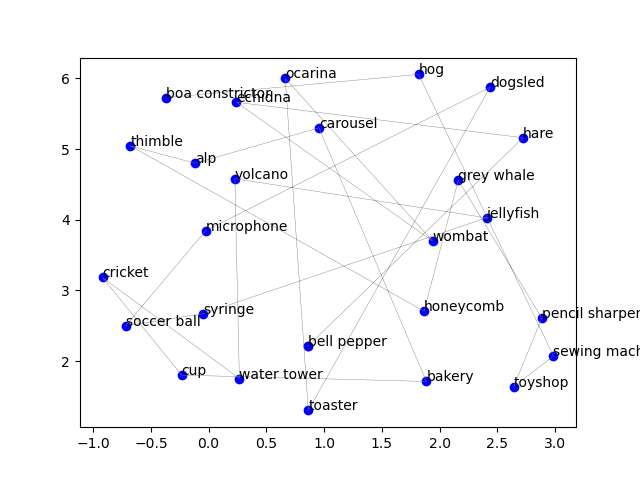 ocarina
hog
boa constrictor
echidna
dogsled
carousel
hare
thimble
alp
volcano
grey whale
jellyfish
microphone
wombat
cricket
syringe
honeycomb
soccer ball
pencil sharpen
bell pepper
sewing mach
cup
water tower
bakery
toyshop
toaster
6
5
4
3
2
−1.0
−0.5
0.0
0.5
1.0
1.5
2.0
2.5
3.0